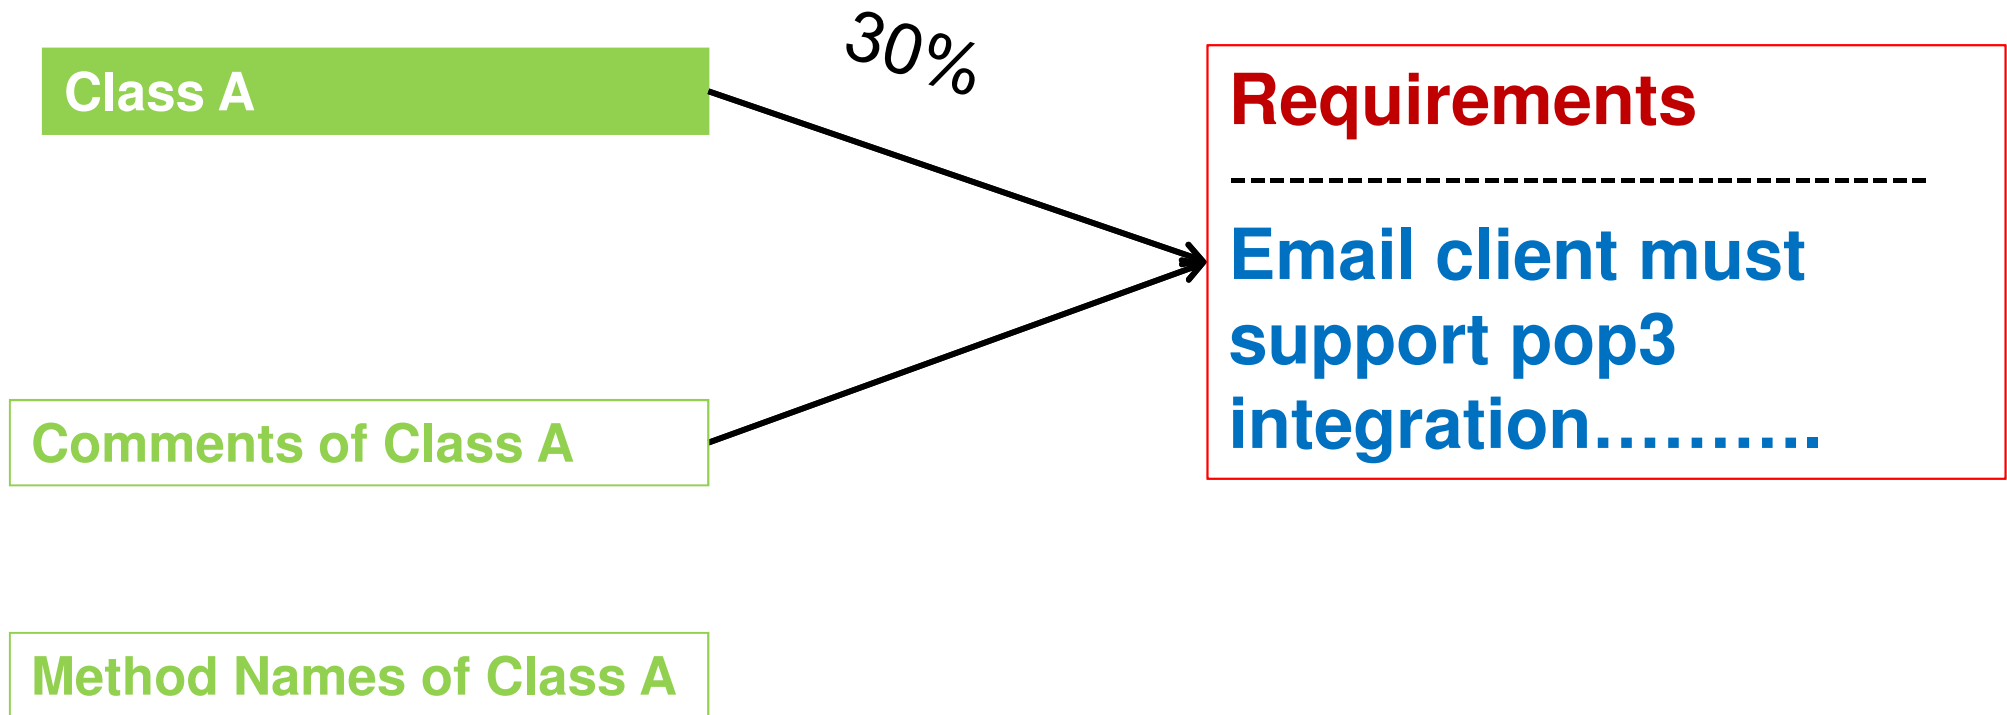 30%
Class A
Requirements
------------------------------------
Email client must
support pop3
integration……….
Comments of Class A
Method Names of Class A